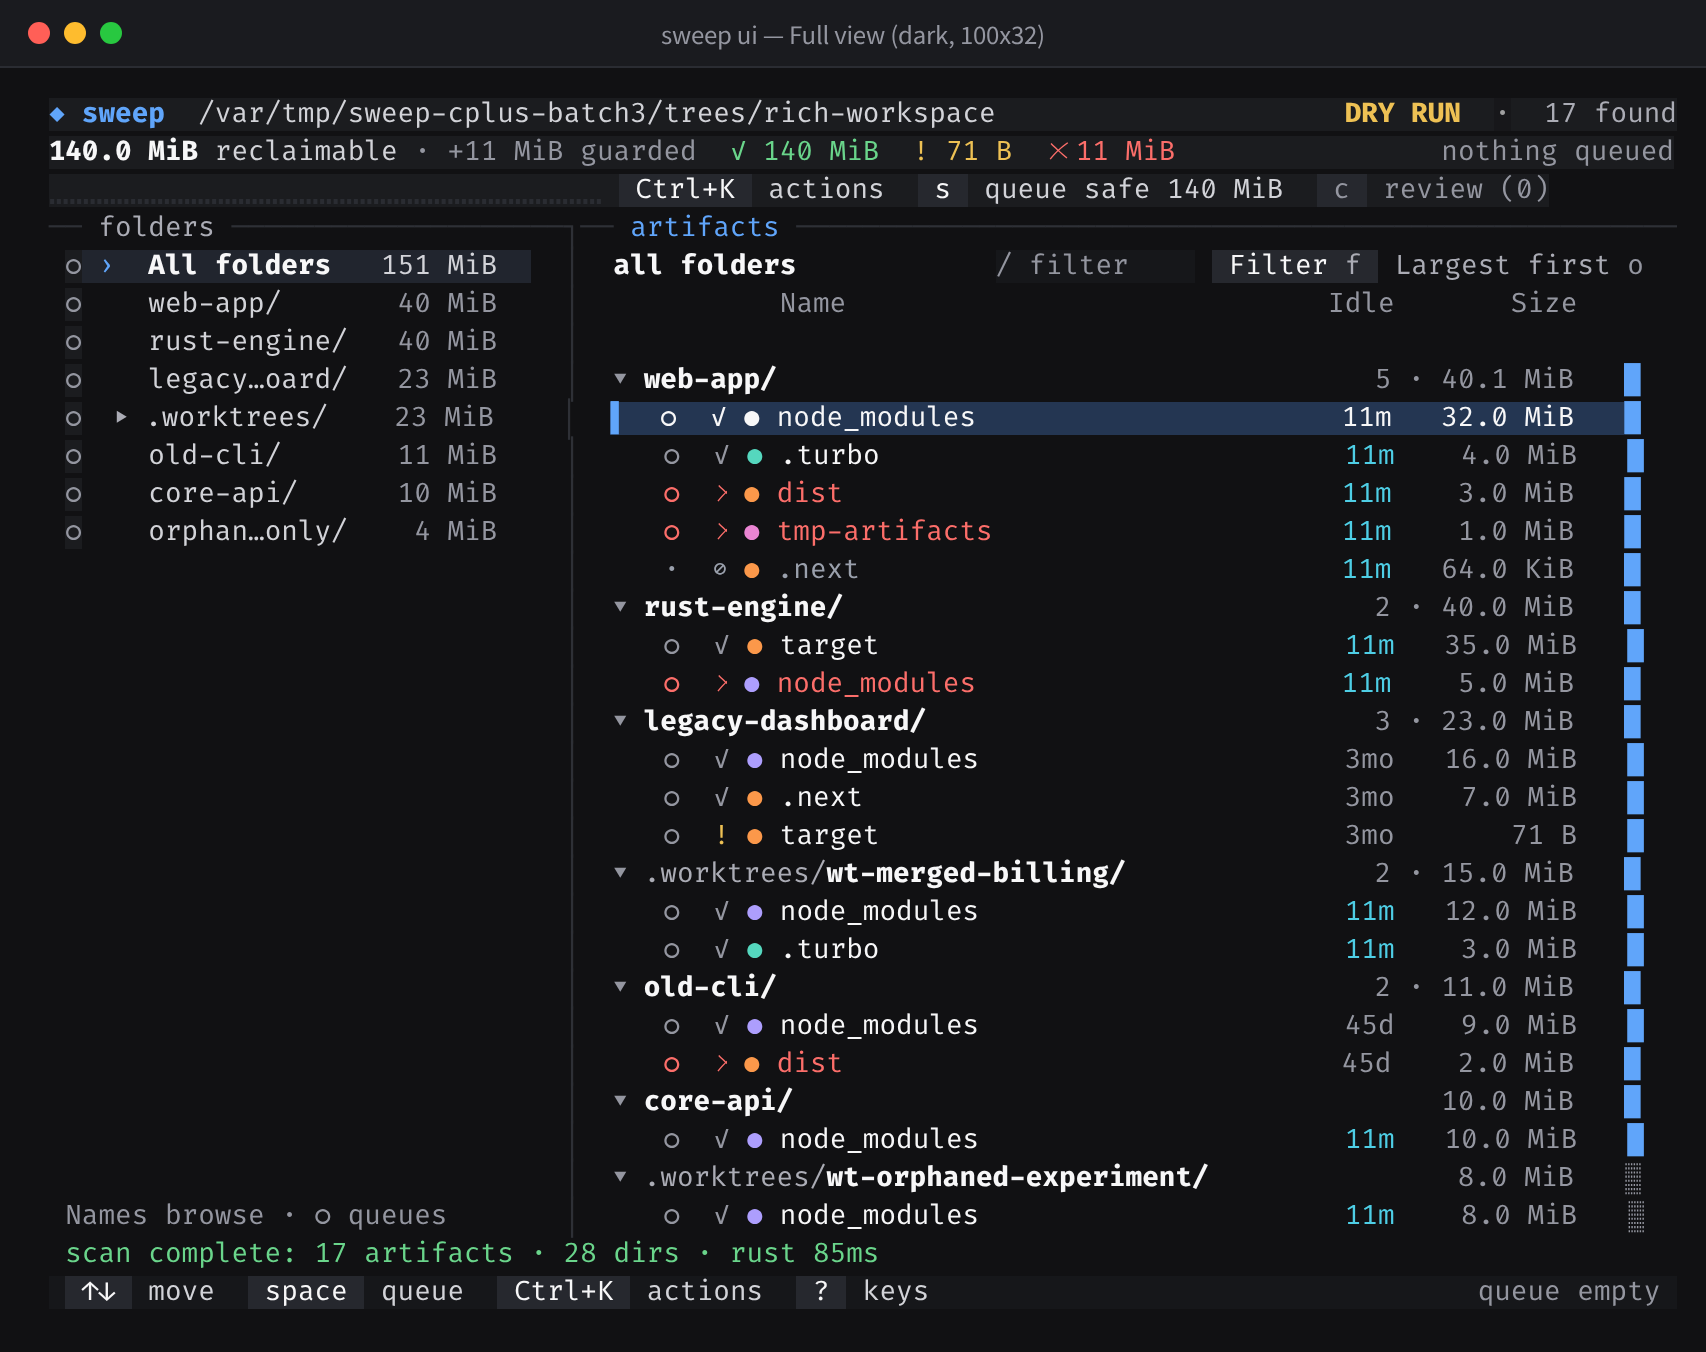 sweep ui — Full view (dark, 100x32)
◆ sweep /var/tmp/sweep-cplus-batch3/trees/rich-workspace DRY RUN · 17 found
140.0 MiB reclaimable · +11 MiB guarded √ 140 MiB ! 71 B ✕ 11 MiB nothing queued
Ctrl+K actions s queue safe 140 MiB c review (0)
folders
○ › All folders 151 MiB
○ web-app/ 40 MiB
○ rust-engine/ 40 MiB
○ legacy…oard/ 23 MiB
○ ▸ .worktrees/ 23 MiB
○ old-cli/ 11 MiB
○ core-api/ 10 MiB
○ orphan…only/ 4 MiB
Names browse · ○ queues
artifacts
all folders / filter Filter f Largest first o
Name Idle Size
▾ web-app/ 5 · 40.1 MiB
○ √ ● node_modules 11m 32.0 MiB
○ √ ● .turbo 11m 4.0 MiB
○ › ● dist 11m 3.0 MiB
○ › ● tmp-artifacts 11m 1.0 MiB
· ⊘ ● .next 11m 64.0 KiB
▾ rust-engine/ 2 · 40.0 MiB
○ √ ● target 11m 35.0 MiB
○ › ● node_modules 11m 5.0 MiB
▾ legacy-dashboard/ 3 · 23.0 MiB
○ √ ● node_modules 3mo 16.0 MiB
○ √ ● .next 3mo 7.0 MiB
○ ! ● target 3mo 71 B
▾ .worktrees/wt-merged-billing/ 2 · 15.0 MiB
○ √ ● node_modules 11m 12.0 MiB
○ √ ● .turbo 11m 3.0 MiB
▾ old-cli/ 2 · 11.0 MiB
○ √ ● node_modules 45d 9.0 MiB
○ › ● dist 45d 2.0 MiB
▾ core-api/ 10.0 MiB
○ √ ● node_modules 11m 10.0 MiB
▾ .worktrees/wt-orphaned-experiment/ 8.0 MiB
○ √ ● node_modules 11m 8.0 MiB
scan complete: 17 artifacts · 28 dirs · rust 85ms
↑↓ move space queue Ctrl+K actions ? keys queue empty